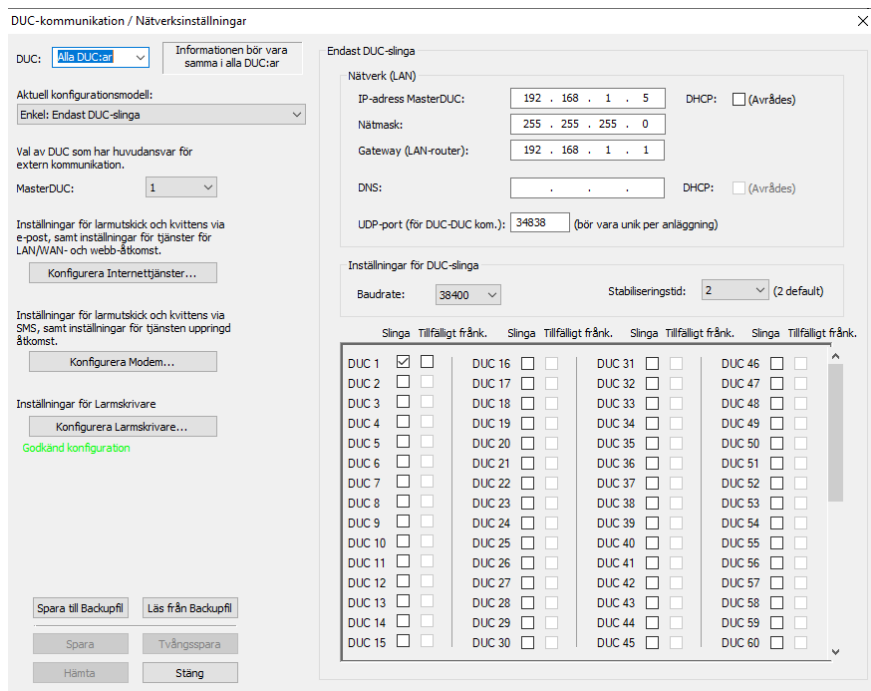 DUC-kommunikation / Nätverksinställningar
DUC: Alla DUC:ar
Informationen bör vara
samma i alla DUC:ar
Aktuell konfigurationsmodell:
Enkel: Endast DUC-slinga
Val av DUC som har huvudansvar för
extern kommunikation.
MasterDUC: 1
Inställningar för larmutskick och kvittens via
e-post, samt inställningar för tjänster för
LAN/WAN- och webb-åtkomst.
Konfigurera Internettjänster...
Inställningar för larmutskick och kvittens via
SMS, samt inställningar för tjänsten uppringd
åtkomst.
Konfigurera Modem...
Inställningar för Larmskrivare
Konfigurera Larmskrivare...
Godkänd konfiguration
Spara till Backupfil Läs från Backupfil
Spara Tvångsspara
Hämta Stäng
Endast DUC-slinga
Nätverk (LAN)
IP-adress MasterDUC: 192 . 168 . 1 . 5 DHCP: (Avrådes)
Nätmask: 255 . 255 . 255 . 0
Gateway (LAN-router): 192 . 168 . 1 . 1
DNS: . . . DHCP: (Avrådes)
UDP-port (för DUC-DUC kom.): 34838 (bör vara unik per anläggning)
Inställningar för DUC-slinga
Baudrate: 38400 Stabiliseringstid: 2 (2 default)
Slinga Tillfälligt frånk. Slinga Tillfälligt frånk. Slinga Tillfälligt frånk. Slinga Tillfälligt frånk.
DUC 1 DUC 16 DUC 31 DUC 46
DUC 2 DUC 17 DUC 32 DUC 47
DUC 3 DUC 18 DUC 33 DUC 48
DUC 4 DUC 19 DUC 34 DUC 49
DUC 5 DUC 20 DUC 35 DUC 50
DUC 6 DUC 21 DUC 36 DUC 51
DUC 7 DUC 22 DUC 37 DUC 52
DUC 8 DUC 23 DUC 38 DUC 53
DUC 9 DUC 24 DUC 39 DUC 54
DUC 10 DUC 25 DUC 40 DUC 55
DUC 11 DUC 26 DUC 41 DUC 56
DUC 12 DUC 27 DUC 42 DUC 57
DUC 13 DUC 28 DUC 43 DUC 58
DUC 14 DUC 29 DUC 44 DUC 59
DUC 15 DUC 30 DUC 45 DUC 60